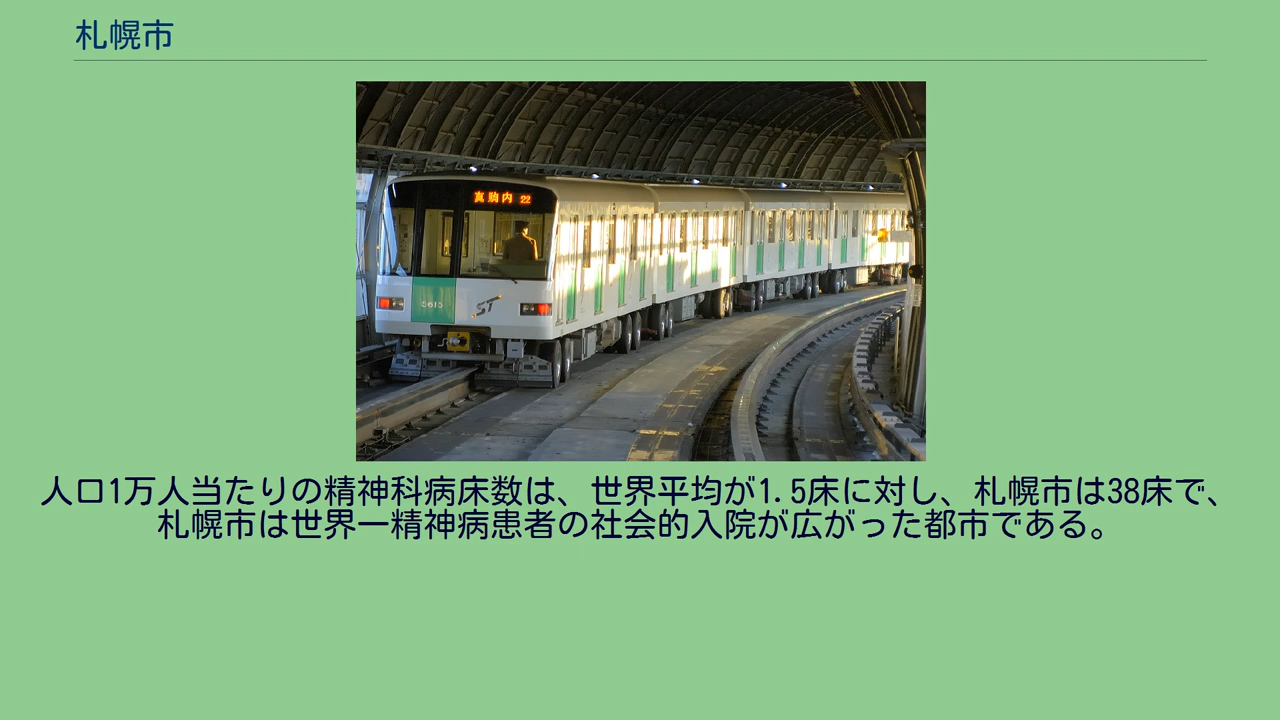 札幌市
真駒内 22
5615
ST
人口1万人当たりの精神科病床数は、世界平均が1.5床に対し、札幌市は38床で、
札幌市は世界一精神病患者の社会的入院が広がった都市である。